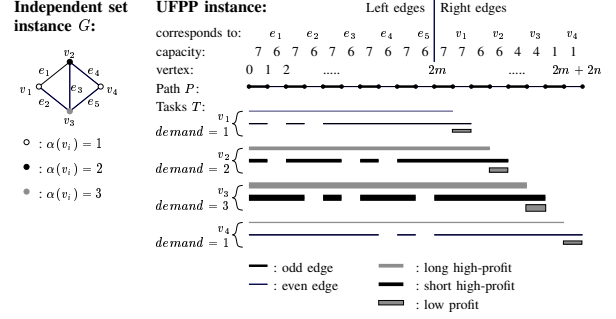 Independent set
instance G:
v2
e1 e4
v1 e3 v4
e2 e5
v3
: α(vi) = 1
: α(vi) = 2
: α(vi) = 3
UFPP instance:
Left edges Right edges
corresponds to: e1 e2 e3 e4 e5 v1 v2 v3 v4
capacity: 7 6 7 6 7 6 7 6 7 6 7 7 6 6 4 4 1 1
vertex: 0 1 2 ..... 2m ..... 2m + 2n
Path P:
Tasks T:
v1
demand = 1
v2
demand = 2
v3
demand = 3
v4
demand = 1
: odd edge : long high-profit
: even edge : short high-profit
: low profit